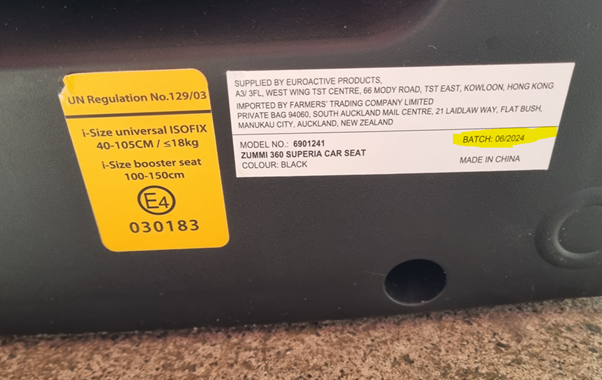 UN Regulation No.129/03
i-Size universal ISOFIX
40-105CM / ≤18kg
i-Size booster seat
100-150cm
E4
030183
SUPPLIED BY EUROACTIVE PRODUCTS,
A3/ 3FL, WEST WING TST CENTRE, 66 MODY ROAD, TST EAST, KOWLOON, HONG KONG
IMPORTED BY FARMERS' TRADING COMPANY LIMITED
PRIVATE BAG 94060, SOUTH AUCKLAND MAIL CENTRE, 21 LAIDLAW WAY, FLAT BUSH,
MANUKAU CITY, AUCKLAND, NEW ZEALAND
MODEL NO.: 6901241
BATCH: 06/2024
ZUMMI 360 SUPERIA CAR SEAT
COLOUR: BLACK
MADE IN CHINA